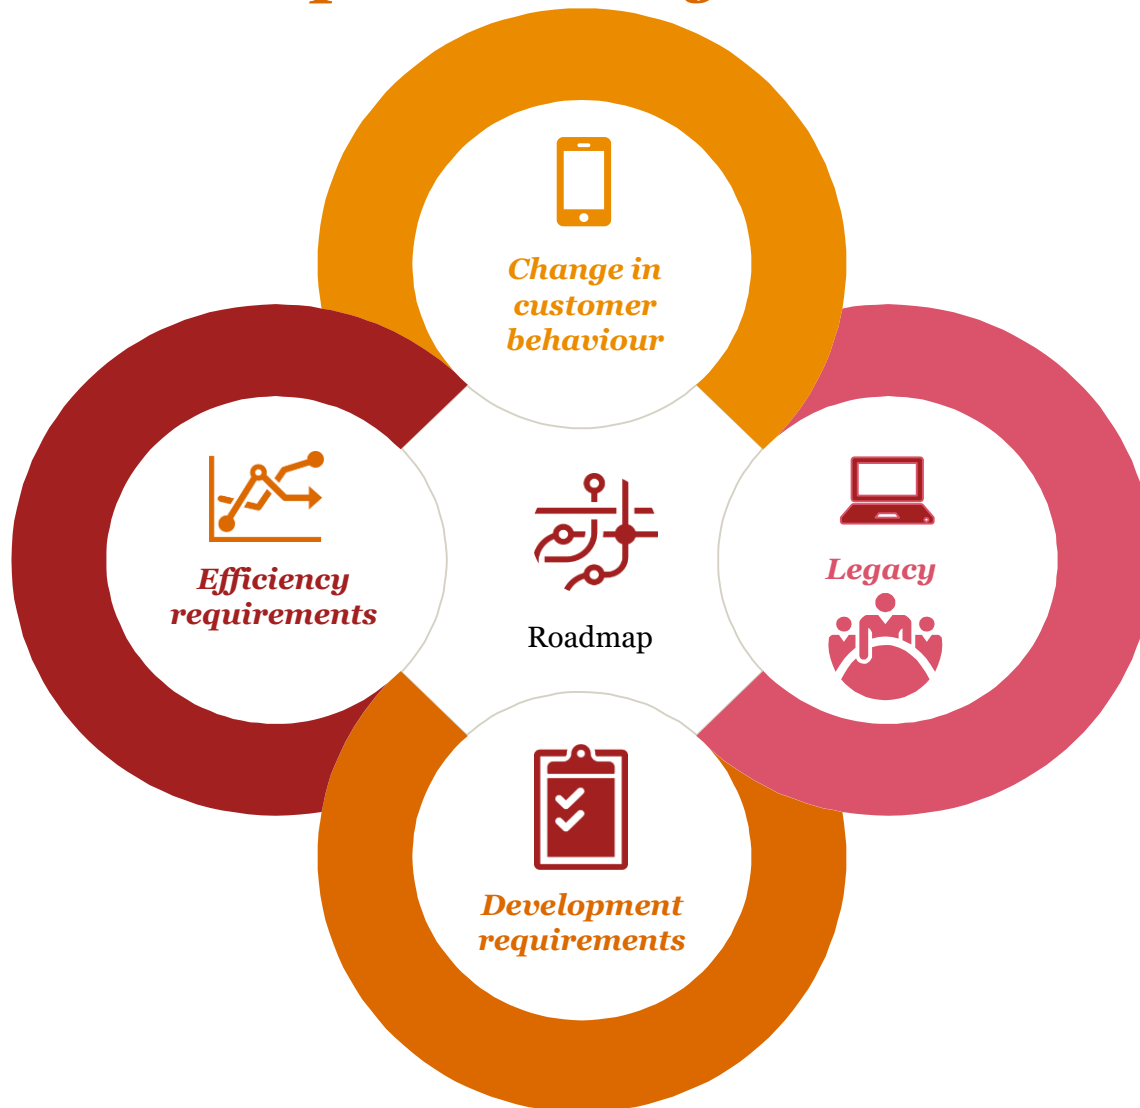 Change in
customer
behaviour
Efficiency
requirements
Legacy
Roadmap
Development
requirements